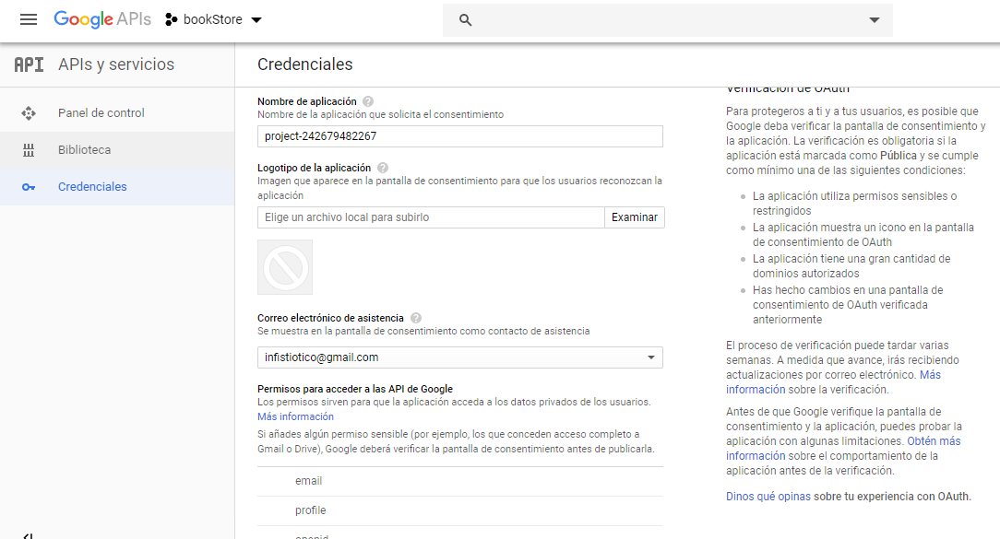 Google APIs
bookStore
API
APIs y servicios
Panel de control
Biblioteca
Credenciales
Credenciales
Nombre de aplicación ?
Nombre de la aplicación que solicita el consentimiento
project-242679482267
Logotipo de la aplicación ?
Imagen que aparece en la pantalla de consentimiento para que los usuarios reconozcan la
aplicación
Elige un archivo local para subirlo
Examinar
Correo electrónico de asistencia ?
Se muestra en la pantalla de consentimiento como contacto de asistencia
infistiotico@gmail.com
Permisos para acceder a las API de Google
Los permisos sirven para que la aplicación acceda a los datos privados de los usuarios.
Más información
Si añades algún permiso sensible (por ejemplo, los que conceden acceso completo a
Gmail o Drive), Google deberá verificar la pantalla de consentimiento antes de publicarla.
email
profile
openid
Verificación de OAuth
Para protegeros a ti y a tus usuarios, es posible que
Google deba verificar la pantalla de consentimiento y
la aplicación. La verificación es obligatoria si la
aplicación está marcada como Pública y se cumple
como mínimo una de las siguientes condiciones:
La aplicación utiliza permisos sensibles o
restringidos
La aplicación muestra un icono en la pantalla
de consentimiento de OAuth
La aplicación tiene una gran cantidad de
dominios autorizados
Has hecho cambios en una pantalla de
consentimiento de OAuth verificada
anteriormente
El proceso de verificación puede tardar varias
semanas. A medida que avance, irás recibiendo
actualizaciones por correo electrónico. Más
información sobre la verificación.
Antes de que Google verifique la pantalla de
consentimiento y la aplicación, puedes probar la
aplicación con algunas limitaciones. Obtén más
información sobre el comportamiento de la
aplicación antes de la verificación.
Dinos qué opinas sobre tu experiencia con OAuth.